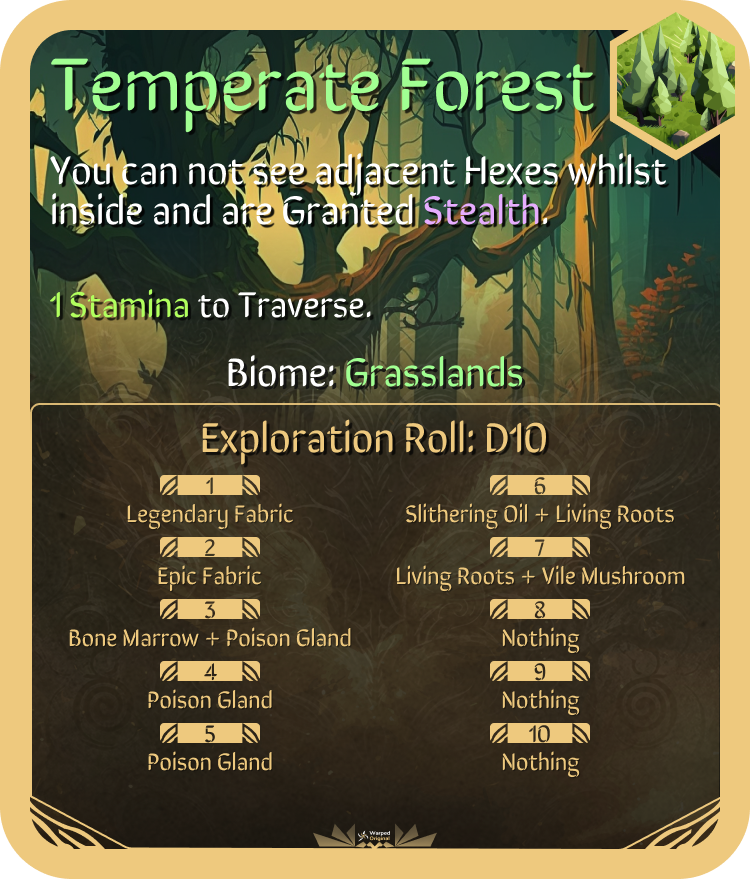 Temperate Forest
You can not see adjacent Hexes whilst
inside and are Granted Stealth.
1 Stamina to Traverse.
Biome: Grasslands
Exploration Roll: D10
1
Legendary Fabric
2
Epic Fabric
3
Bone Marrow + Poison Gland
4
Poison Gland
5
Poison Gland
6
Slithering Oil + Living Roots
7
Living Roots + Vile Mushroom
8
Nothing
9
Nothing
10
Nothing
Warped
Original